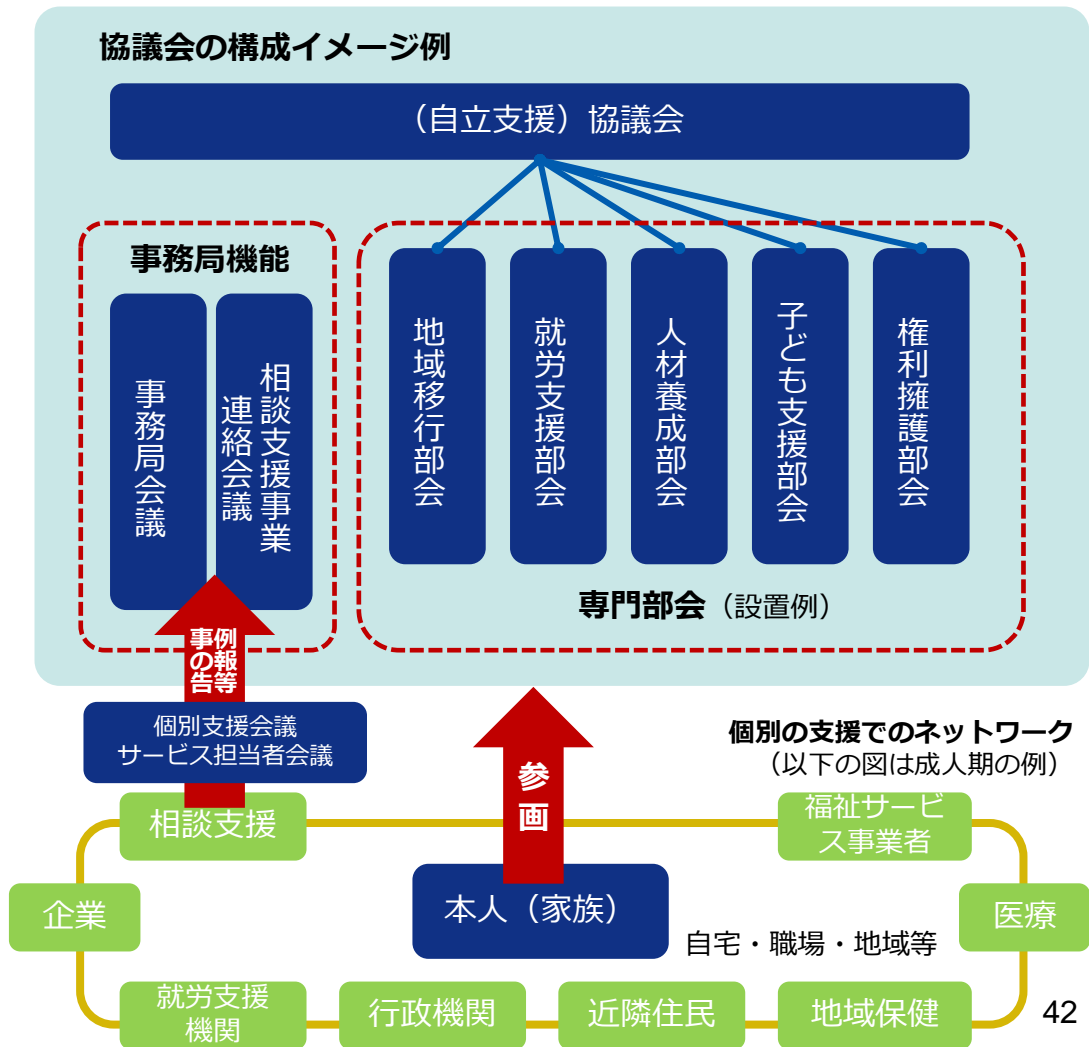 協議会の構成イメージ例
（自立支援）協議会
事務局機能
事務局会議
相談支援事業
連絡会議
地域移行部会
就労支援部会
人材養成部会
子ども支援部会
権利擁護部会
専門部会（設置例）
事例の報告等
個別支援会議
サービス担当者会議
参画
個別の支援でのネットワーク
（以下の図は成人期の例）
相談支援
福祉サービ
ス事業者
企業
本人（家族）
医療
自宅・職場・地域等
就労支援
機関
行政機関
近隣住民
地域保健
42